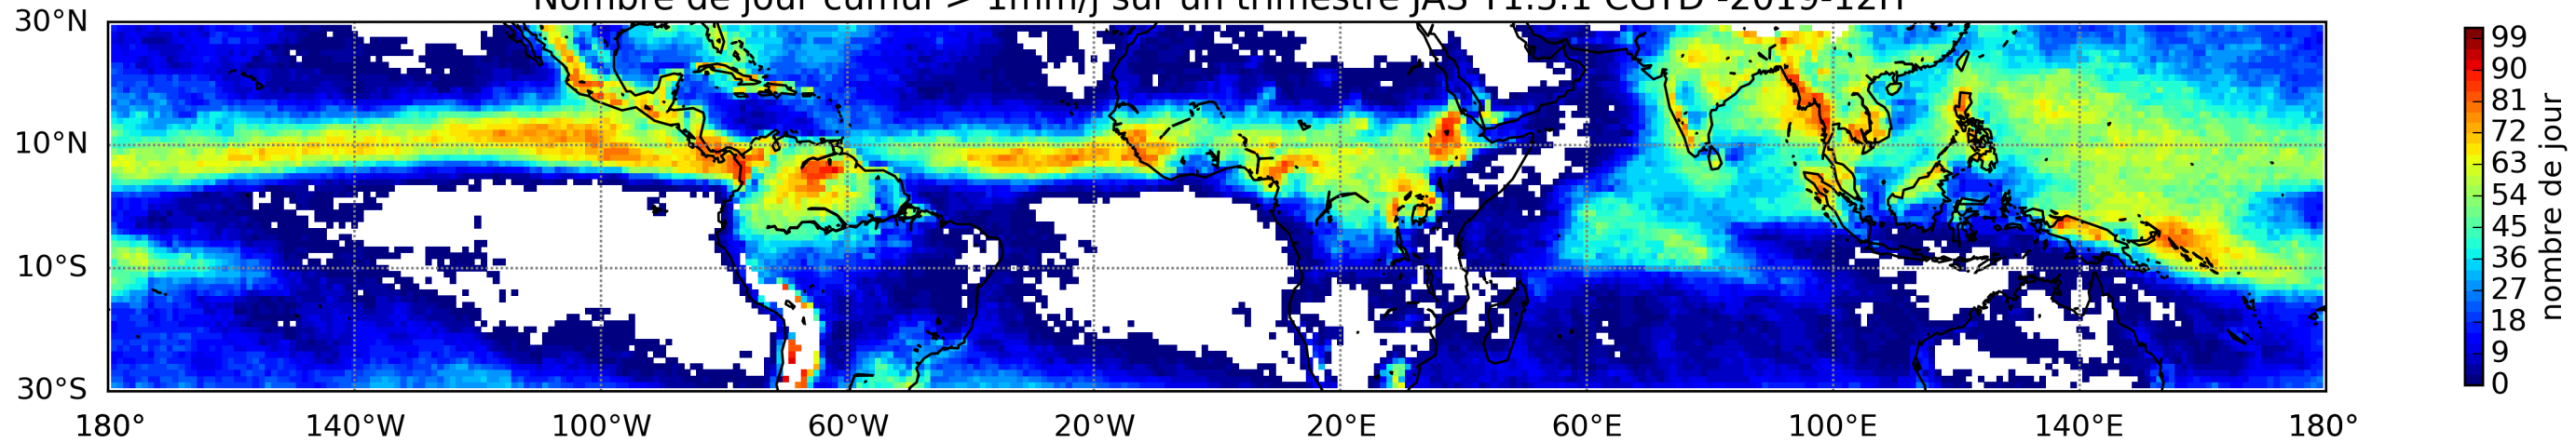 Nombre de jour cumul > 1mm/j sur un trimestre JAS T1.5.1 CGTD -2019-12H
30°N
10°N
10°S
30°S
180° 140°W 100°W 60°W 20°W 20°E 60°E 100°E 140°E 180°
99
90
81
72
63
54
45
36
27
18
9
0
nombre de jour